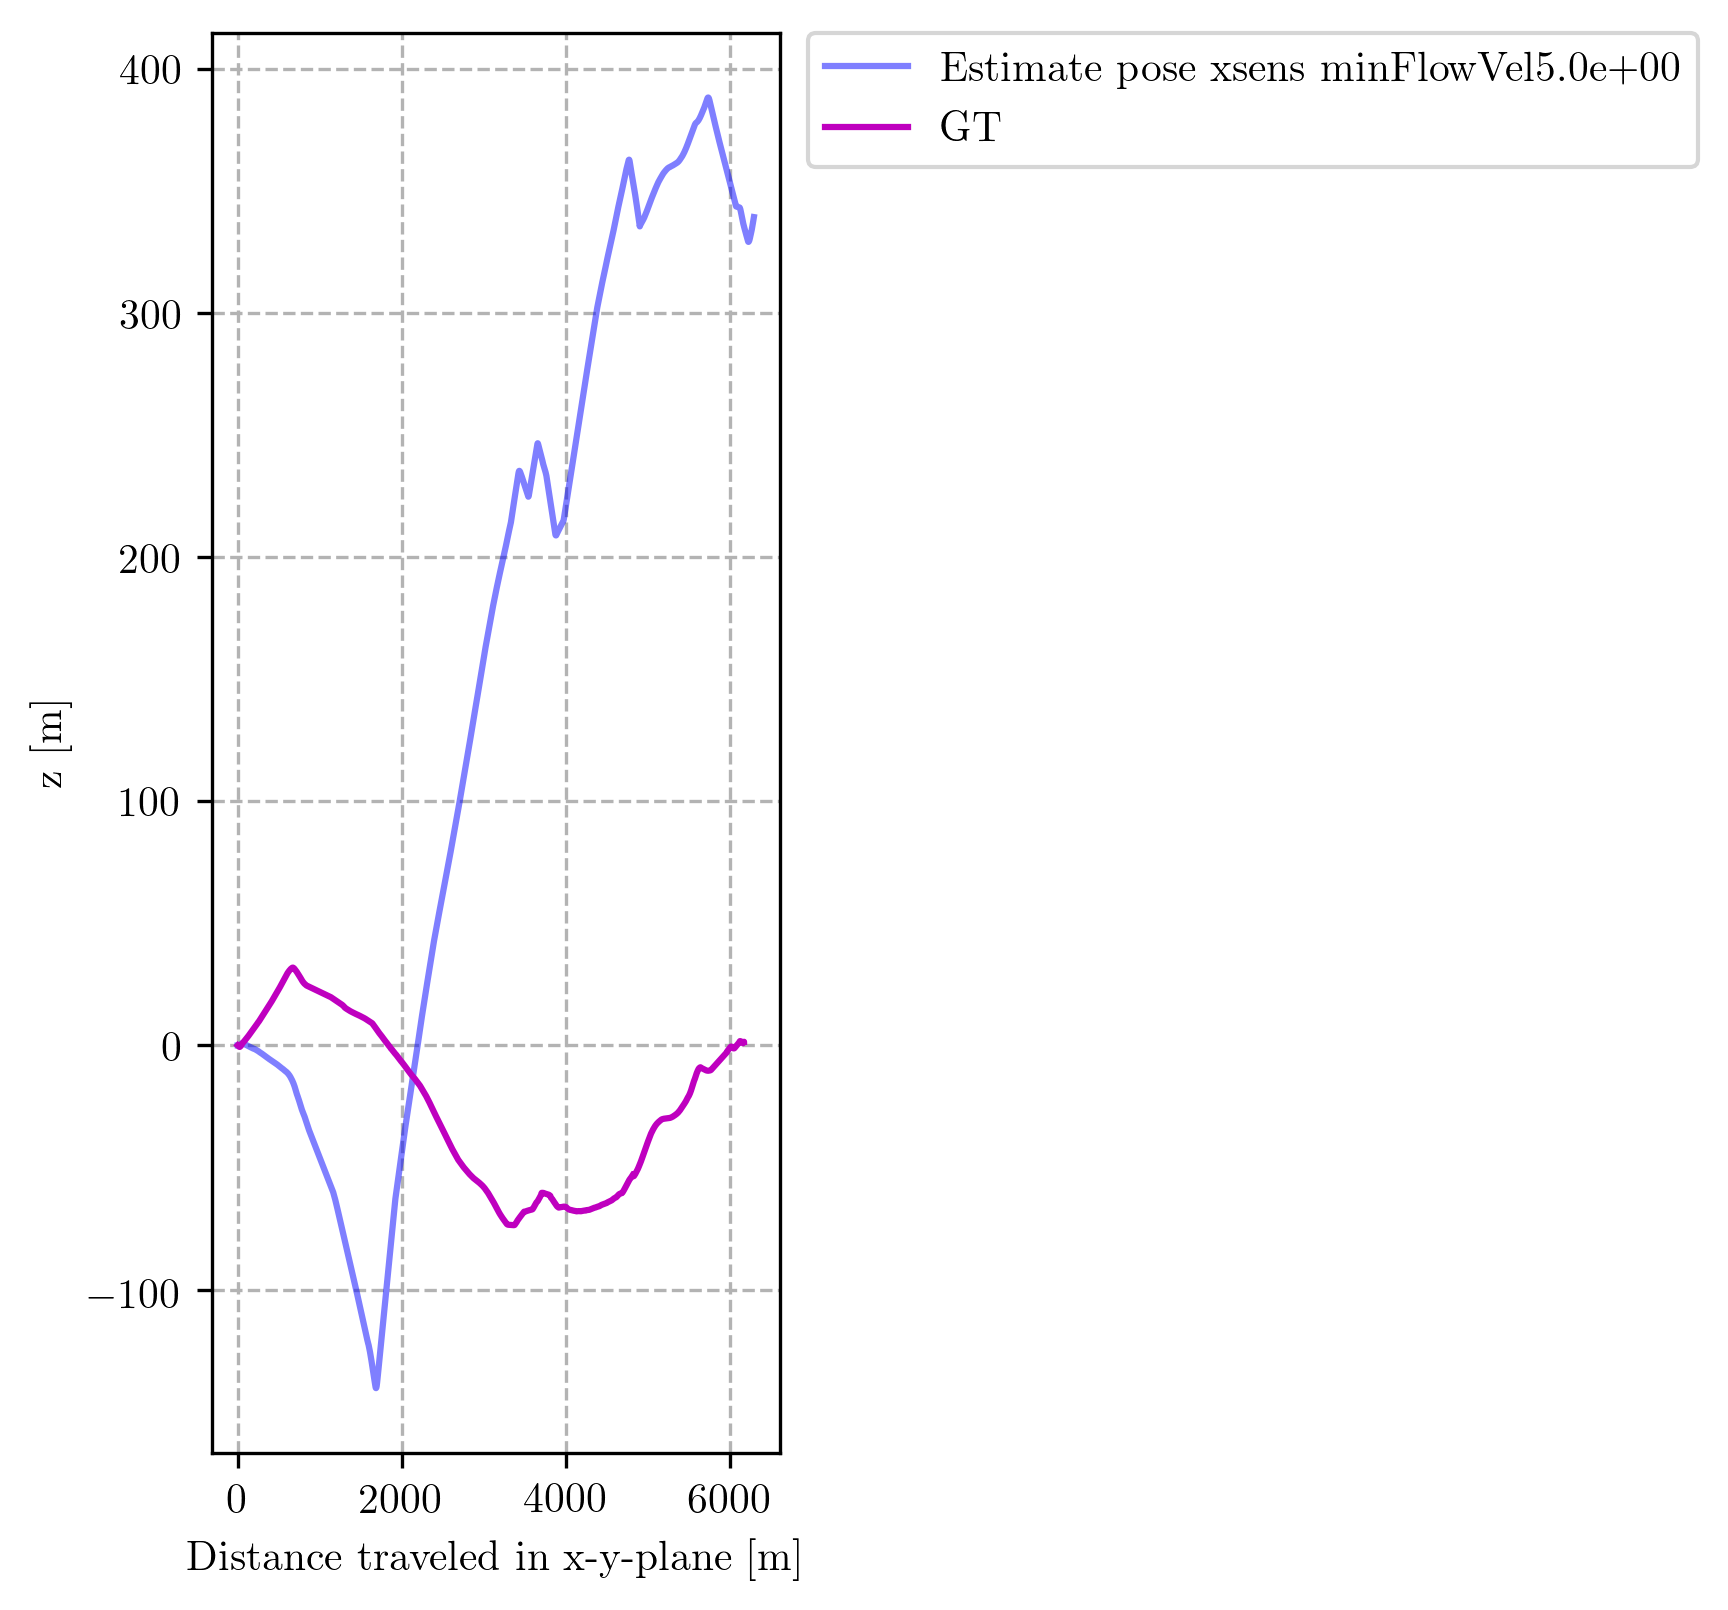 Estimate pose xsens minFlowVel5.0e+00
GT
400
300
200
100
0
−100
z [m]
0 2000 4000 6000
Distance traveled in x-y-plane [m]